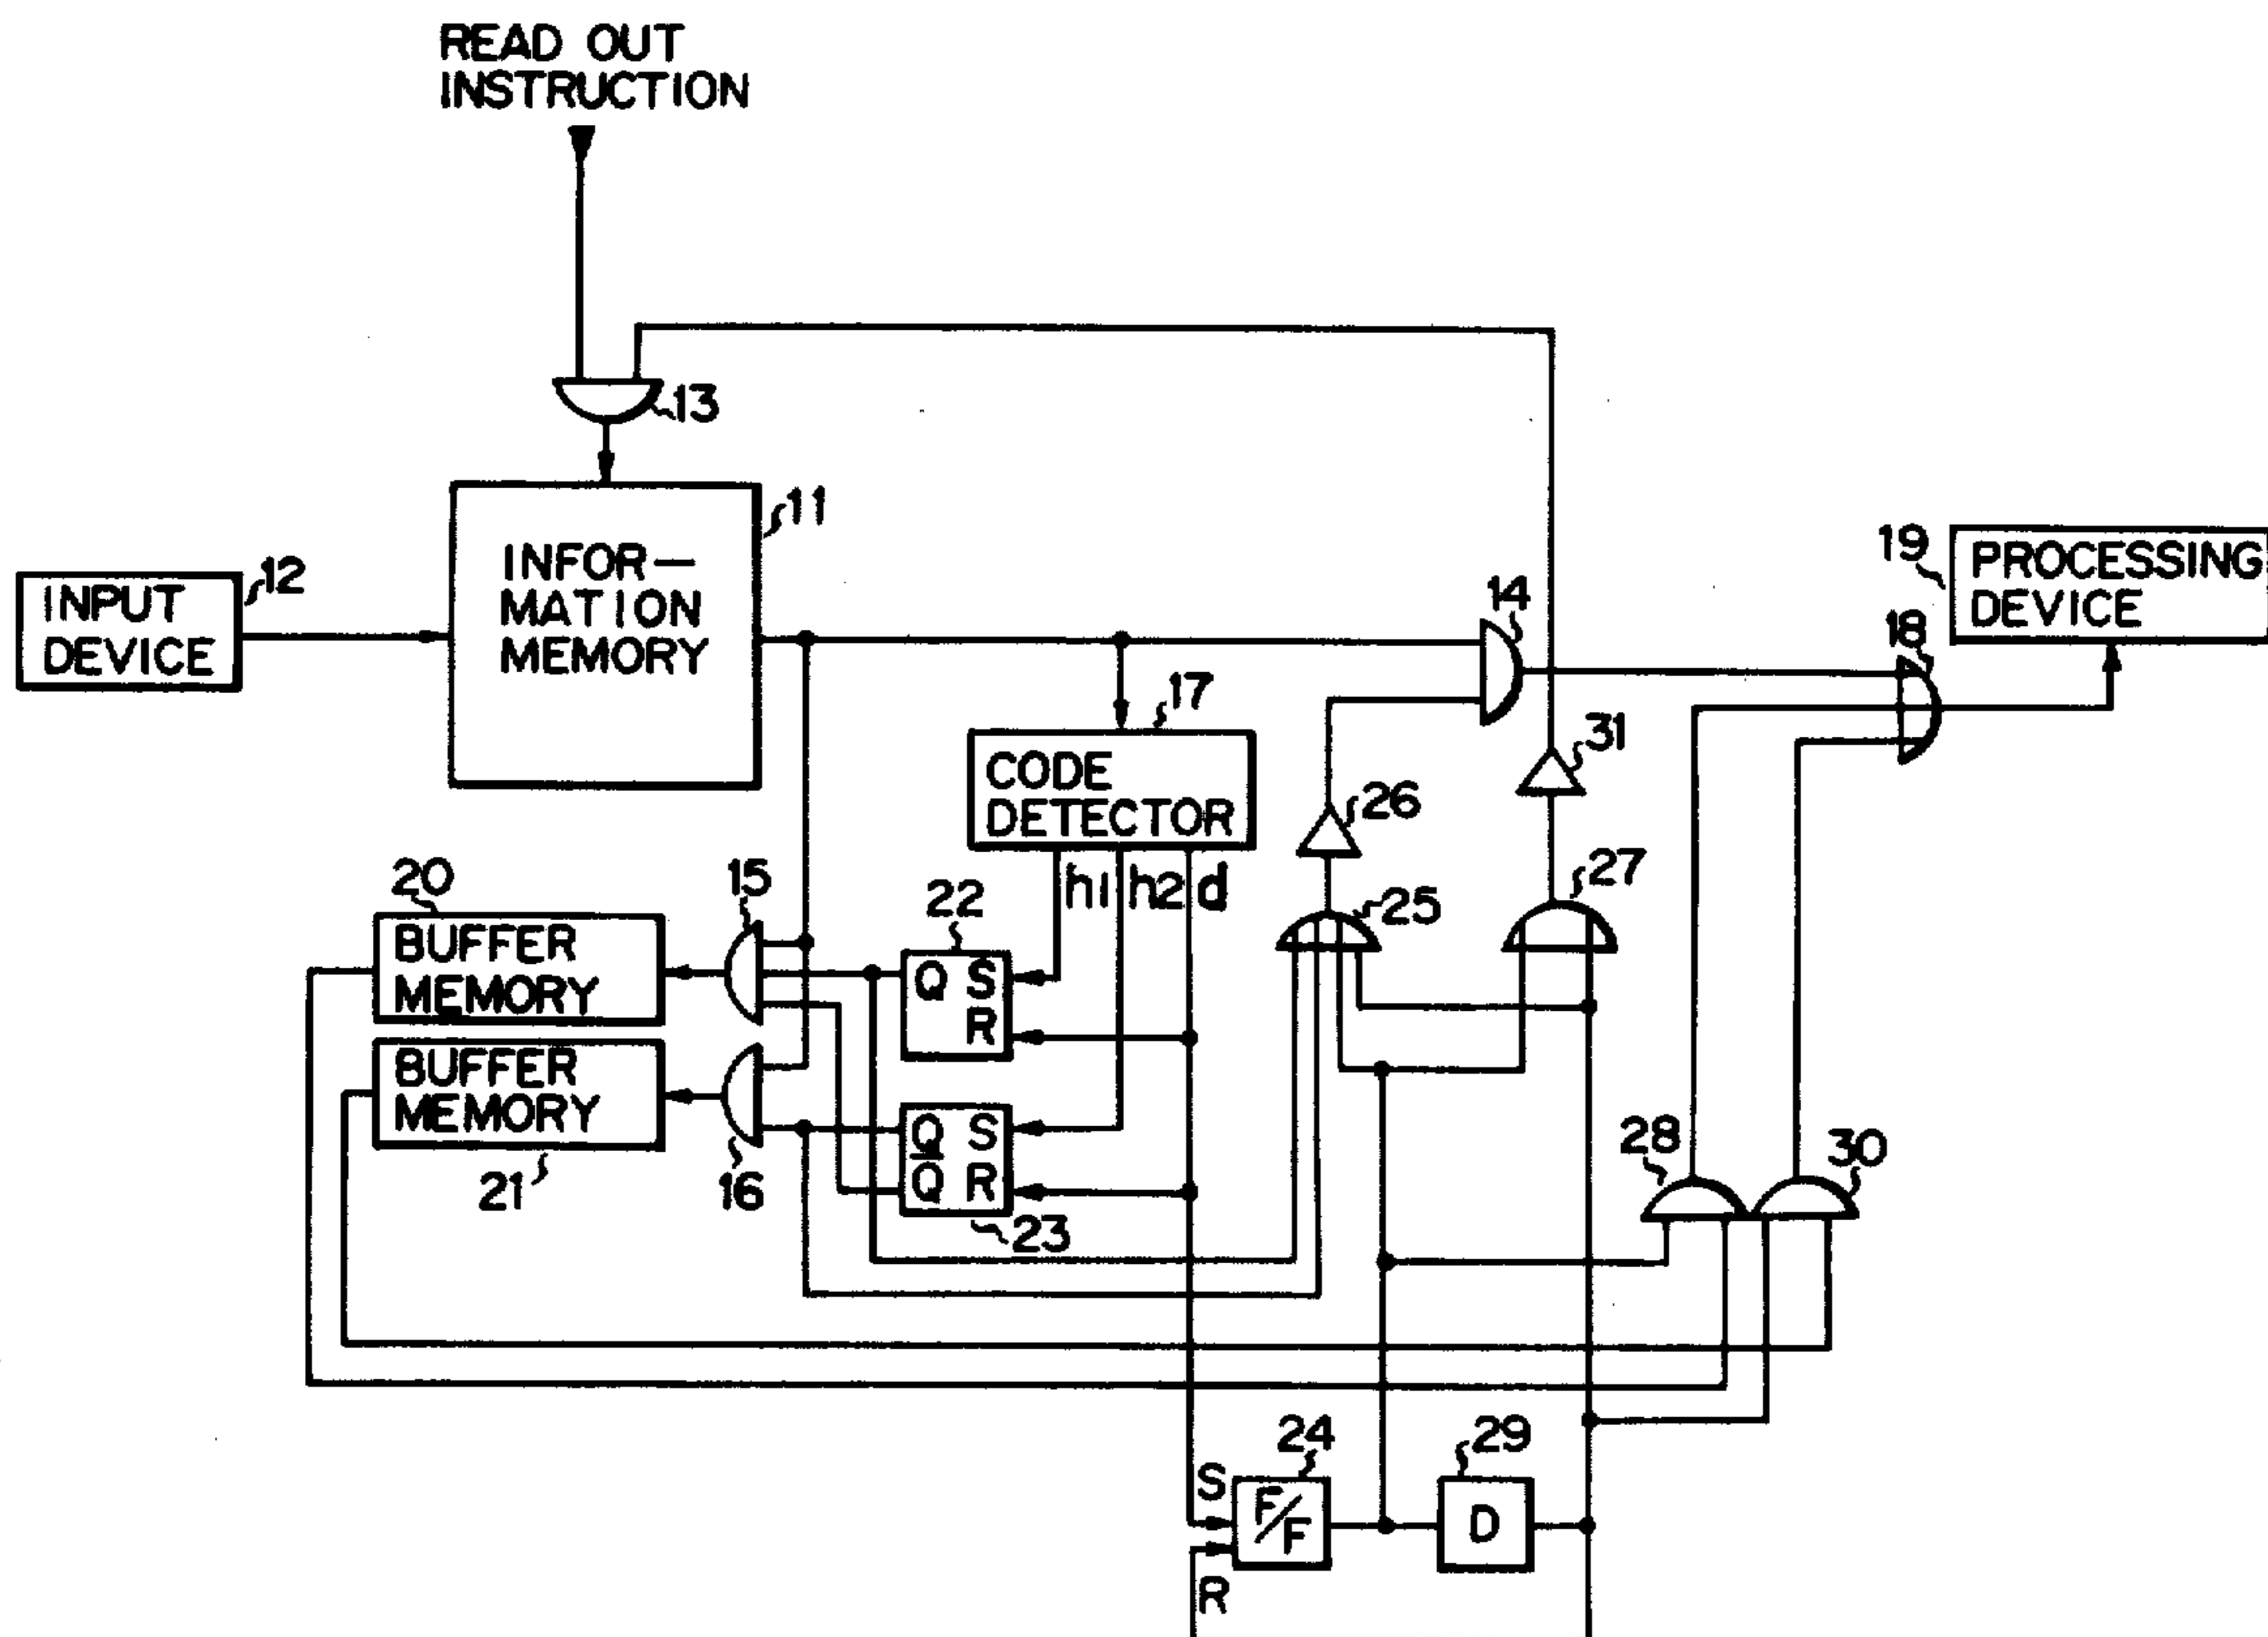 READ OUT
INSTRUCTION
13
11
INFOR-
MATION
MEMORY
12
INPUT
DEVICE
14
19
PROCESSING
DEVICE
18
17
CODE
DETECTOR
h1 h2 d
31
26
27
25
20
BUFFER
MEMORY
15
22
Q S
R
BUFFER
MEMORY
21
16
Q S
Q̅ R
23
28
30
24
29
S
F/F
D
R